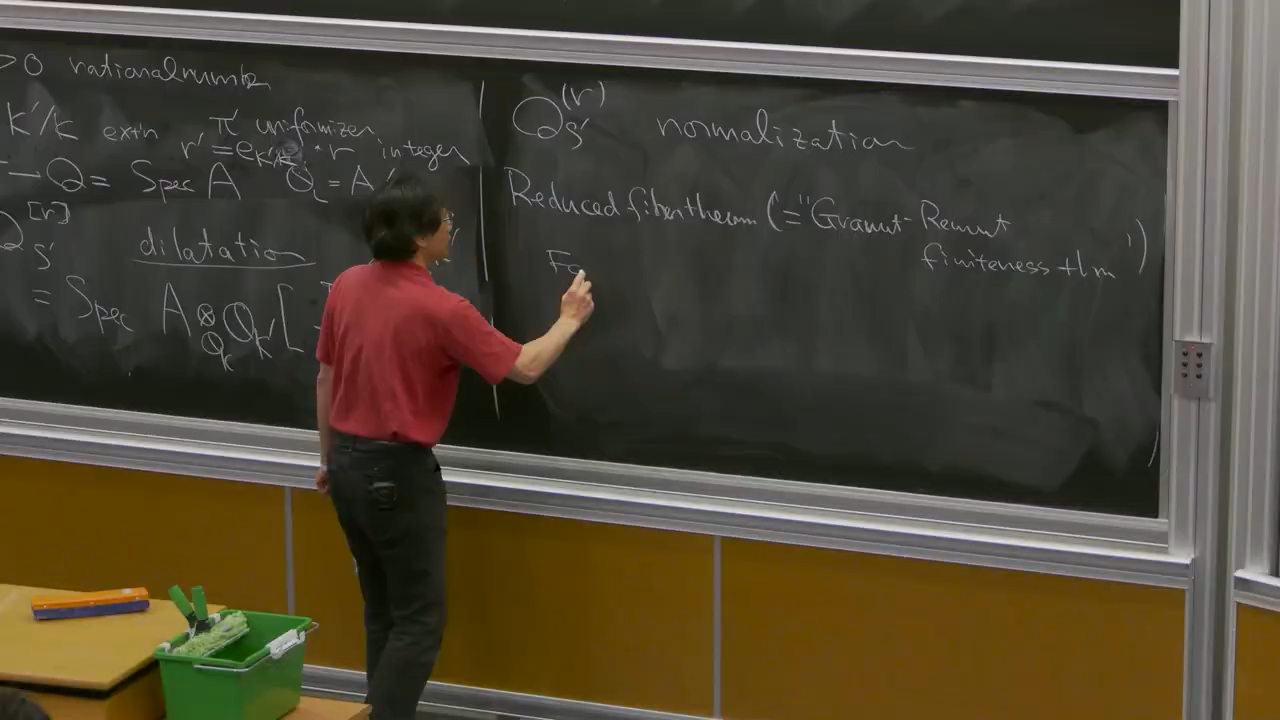 >0 rational number
K'/K extn π' uniformizer
r' = e_{K'/K} · r integer
→ Q = Spec A
Q_{S'}^{[r]} dilatation
= Spec A ⊗_{O_K} O_{K'} [
Q_{S'}^{(r)} normalization
Reduced fiber theorem (= "Grauert-Remmert
finiteness thm")
Fo